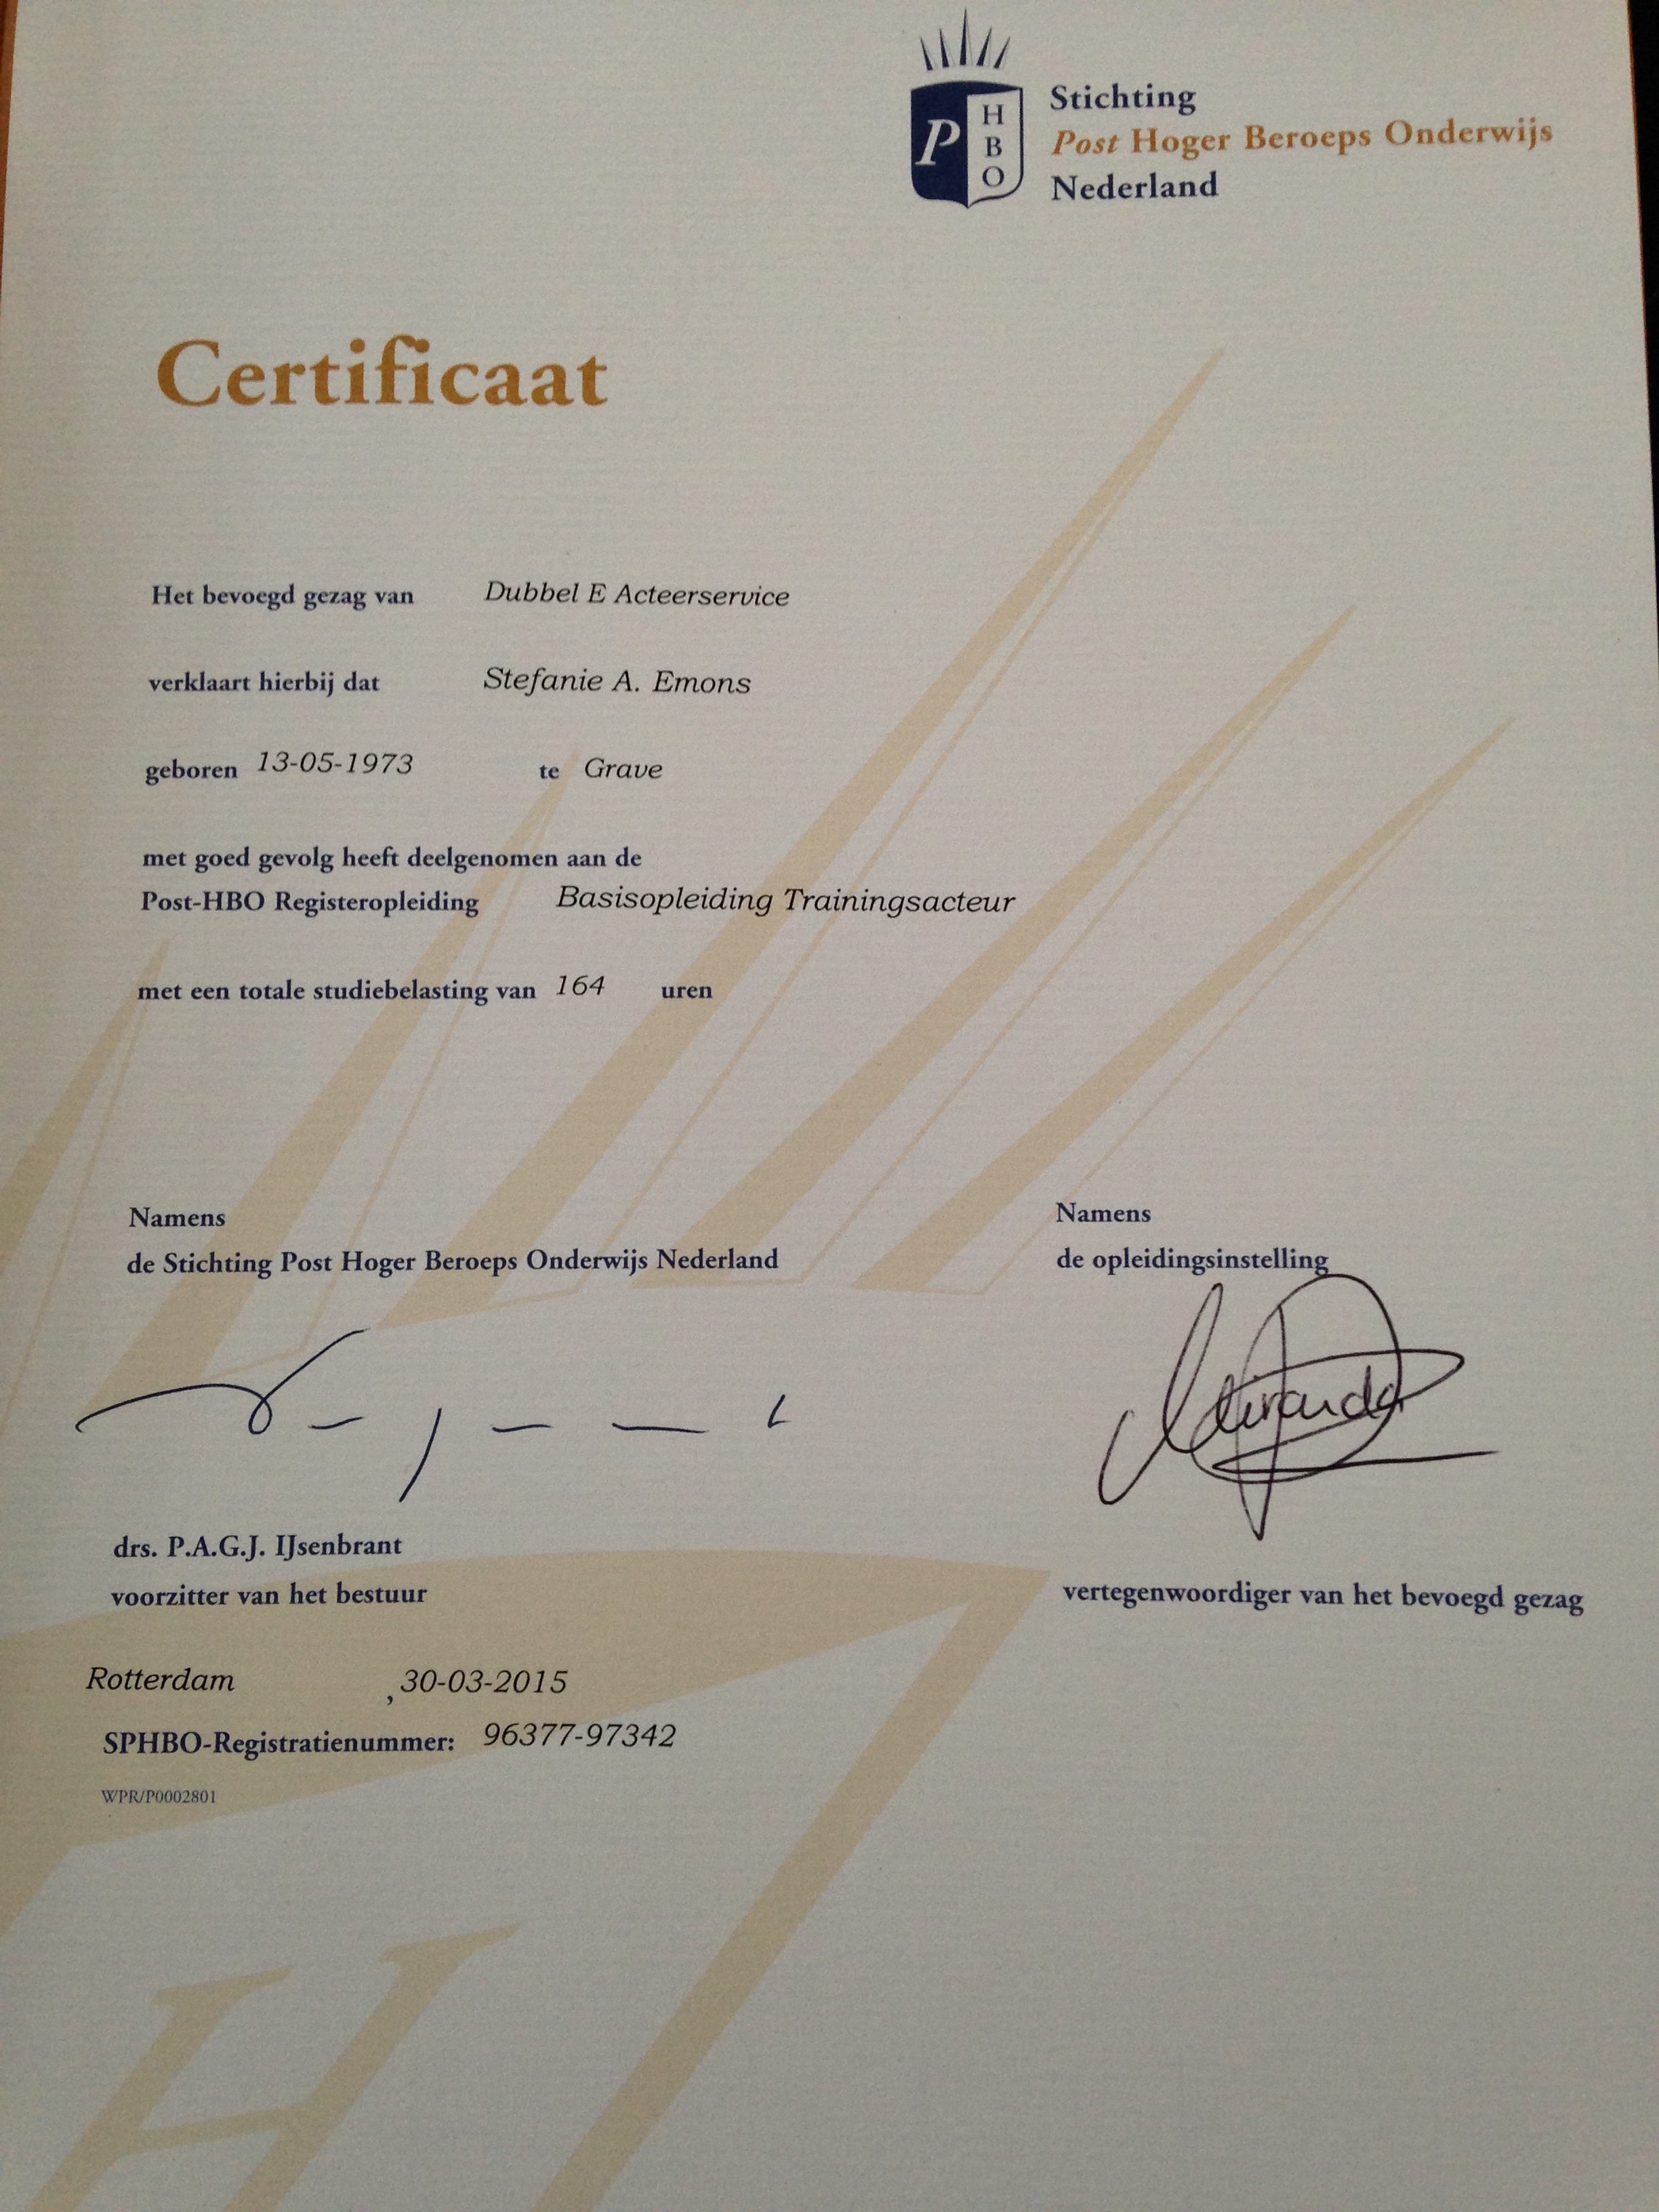 P
H
B
O
Stichting
Post Hoger Beroeps Onderwijs
Nederland
Certificaat
Het bevoegd gezag van Dubbel E Acteerservice
verklaart hierbij dat Stefanie A. Emons
geboren 13-05-1973 te Grave
met goed gevolg heeft deelgenomen aan de
Post-HBO Registeropleiding Basisopleiding Trainingsacteur
met een totale studiebelasting van 164 uren
Namens
de Stichting Post Hoger Beroeps Onderwijs Nederland
drs. P.A.G.J. IJsenbrant
voorzitter van het bestuur
Namens
de opleidingsinstelling
vertegenwoordiger van het bevoegd gezag
Rotterdam , 30-03-2015
SPHBO-Registratienummer: 96377-97342
WPR/P0002801
H